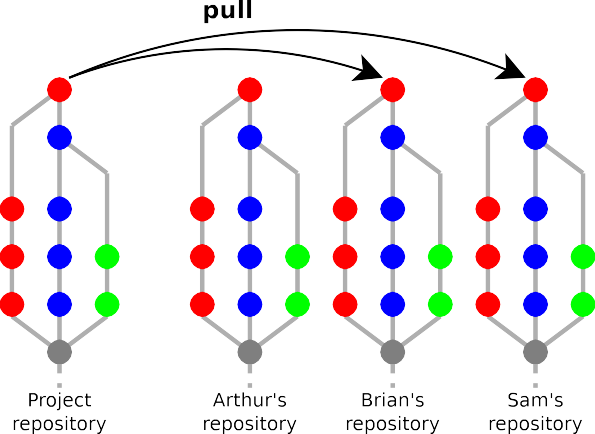 pull
Project
repository
Arthur's
repository
Brian's
repository
Sam's
repository